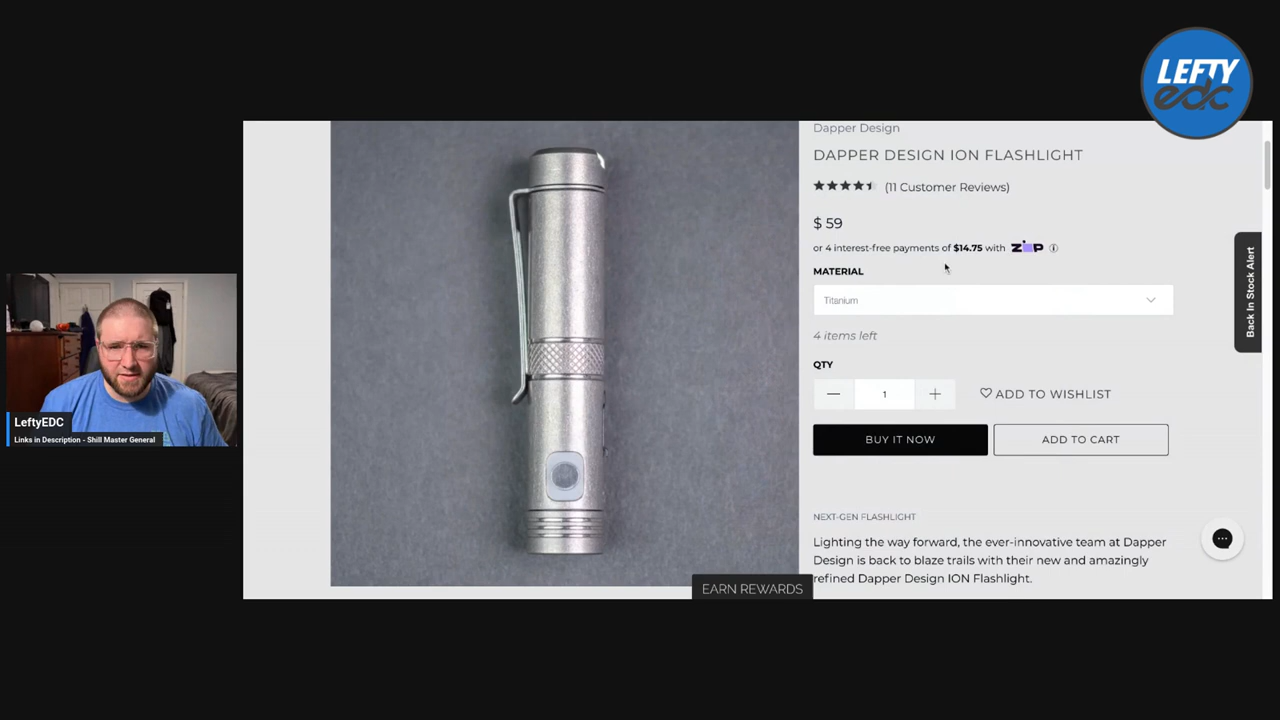 LEFTY
edc
Dapper Design
DAPPER DESIGN ION FLASHLIGHT
(11 Customer Reviews)
$ 59
or 4 interest-free payments of $14.75 with ZIP
MATERIAL
Titanium
4 items left
QTY
1
ADD TO WISHLIST
BUY IT NOW
ADD TO CART
Back In Stock Alert
LeftyEDC
Links in Description - Shill Master General
NEXT-GEN FLASHLIGHT
Lighting the way forward, the ever-innovative team at Dapper
Design is back to blaze trails with their new and amazingly
refined Dapper Design ION Flashlight.
EARN REWARDS